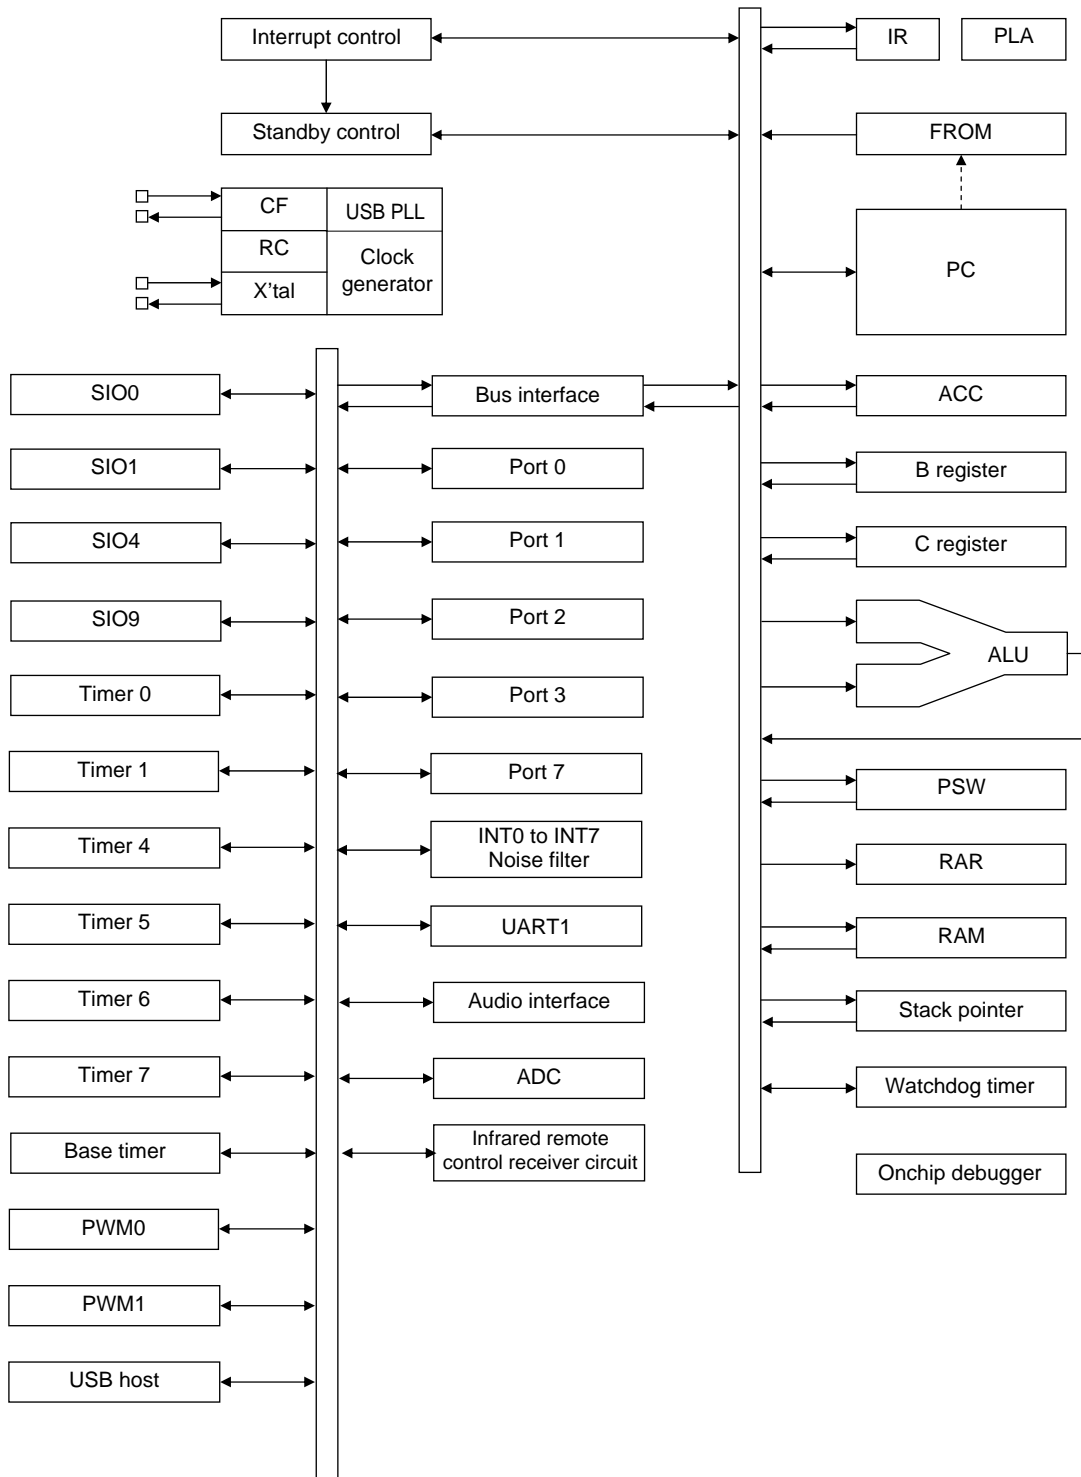 Interrupt control
IR
PLA
Standby control
FROM
CF
USB PLL
RC
Clock
generator
X'tal
PC
SIO0
Bus interface
ACC
SIO1
Port 0
B register
SIO4
Port 1
C register
SIO9
Port 2
ALU
Timer 0
Port 3
Timer 1
Port 7
PSW
Timer 4
INT0 to INT7
Noise filter
RAR
Timer 5
UART1
RAM
Timer 6
Audio interface
Stack pointer
Timer 7
ADC
Watchdog timer
Base timer
Infrared remote
control receiver circuit
Onchip debugger
PWM0
PWM1
USB host